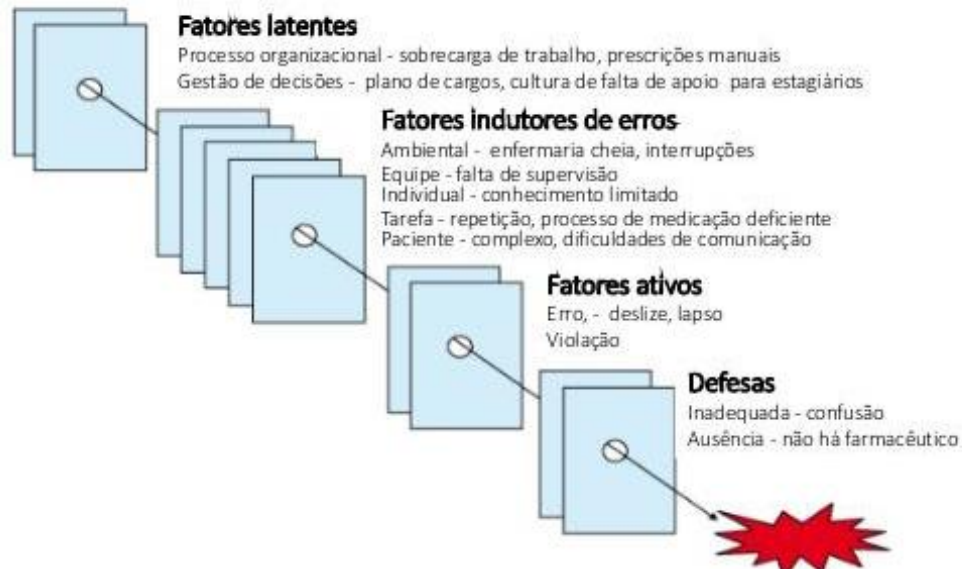 Fatores latentes
Processo organizacional - sobrecarga de trabalho, prescrições manuais
Gestão de decisões - plano de cargos, cultura de falta de apoio para estagiários
Fatores indutores de erros
Ambiental - enfermaria cheia, interrupções
Equipe - falta de supervisão
Individual - conhecimento limitado
Tarefa - repetição, processo de medicação deficiente
Paciente - complexo, dificuldades de comunicação
Fatores ativos
Erro, - deslize, lapso
Violação
Defesas
Inadequada - confusão
Ausência - não há farmacêutico